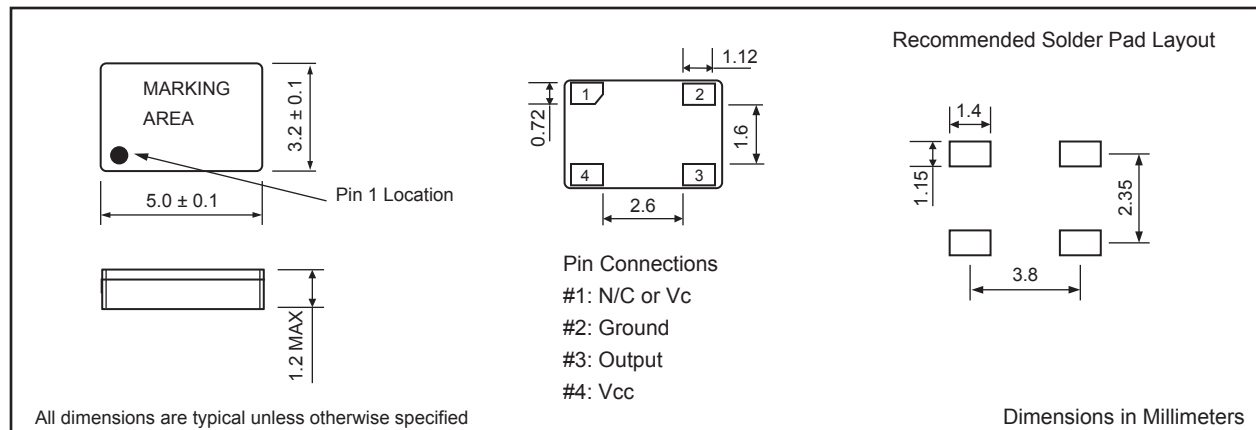 MARKING
AREA
3.2 ± 0.1
Pin 1 Location
5.0 ± 0.1
1.2 MAX
All dimensions are typical unless otherwise specified
1.12
1
2
0.72
1.6
4
3
2.6
Pin Connections
#1: N/C or Vc
#2: Ground
#3: Output
#4: Vcc
Recommended Solder Pad Layout
1.4
1.15
2.35
3.8
Dimensions in Millimeters